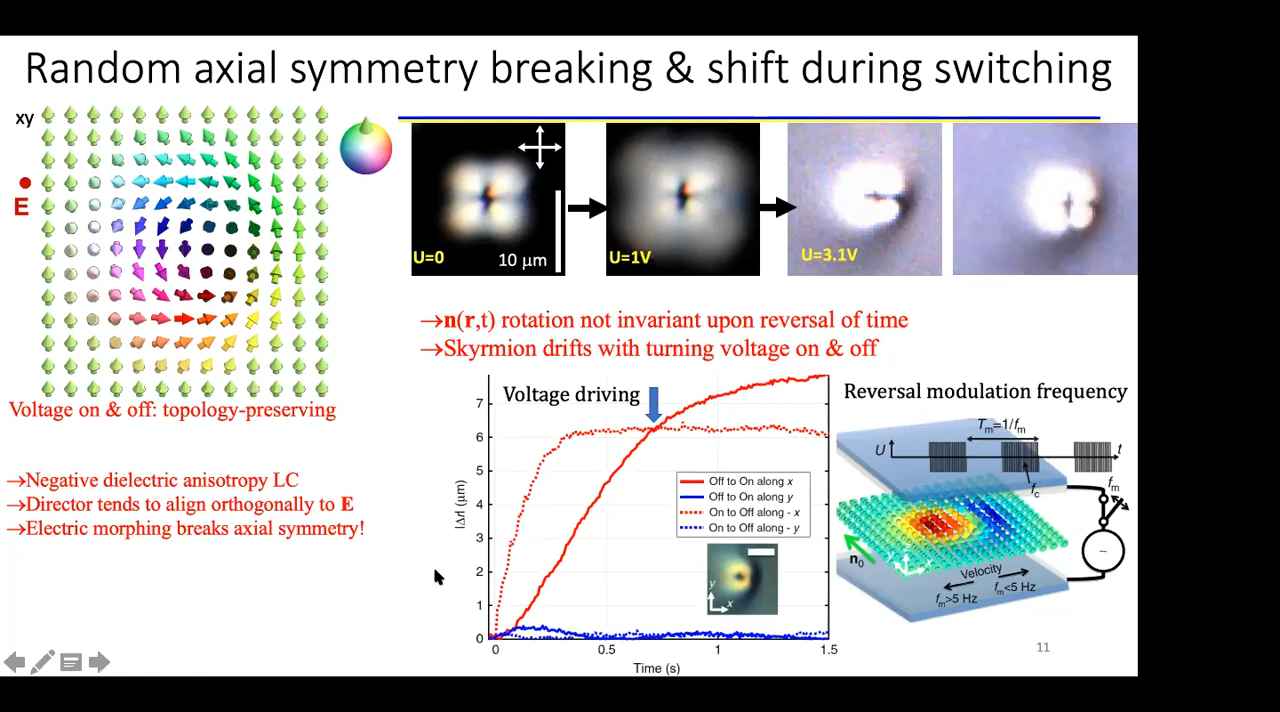 Random axial symmetry breaking & shift during switching
xy
E
U=0
10 μm
U=1V
U=3.1V
→n(r,t) rotation not invariant upon reversal of time
→Skyrmion drifts with turning voltage on & off
Voltage on & off: topology-preserving
→Negative dielectric anisotropy LC
→Director tends to align orthogonally to E
→Electric morphing breaks axial symmetry!
Voltage driving
|Δr| (μm)
7
6
5
4
3
2
1
0
Off to On along x
Off to On along y
On to Off along - x
On to Off along - y
y
x
0
0.5
1
1.5
Time (s)
Reversal modulation frequency
Tm=1/fm
U
t
fc
fm
~
n0
x
Velocity
fm>5 Hz
fm<5 Hz
11